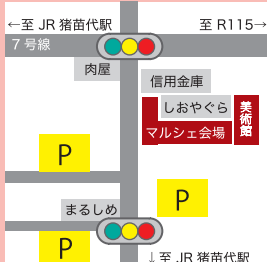 ←至 JR 猪苗代駅
至 R115→
7号線
肉屋
信用金庫
しおやぐら
美術館
マルシェ会場
P
P
まるしめ
P
↓至 JR 猪苗代駅